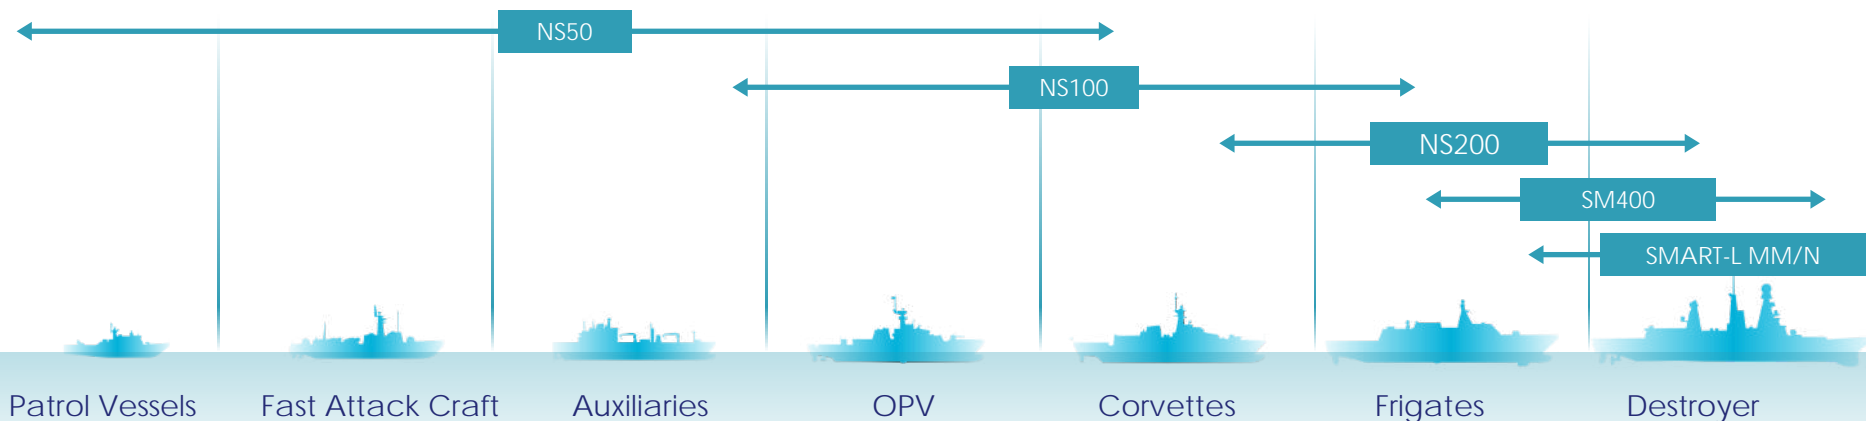 NS50
NS100
NS200
SM400
SMART-L MM/N
Patrol Vessels
Fast Attack Craft
Auxiliaries
OPV
Corvettes
Frigates
Destroyer